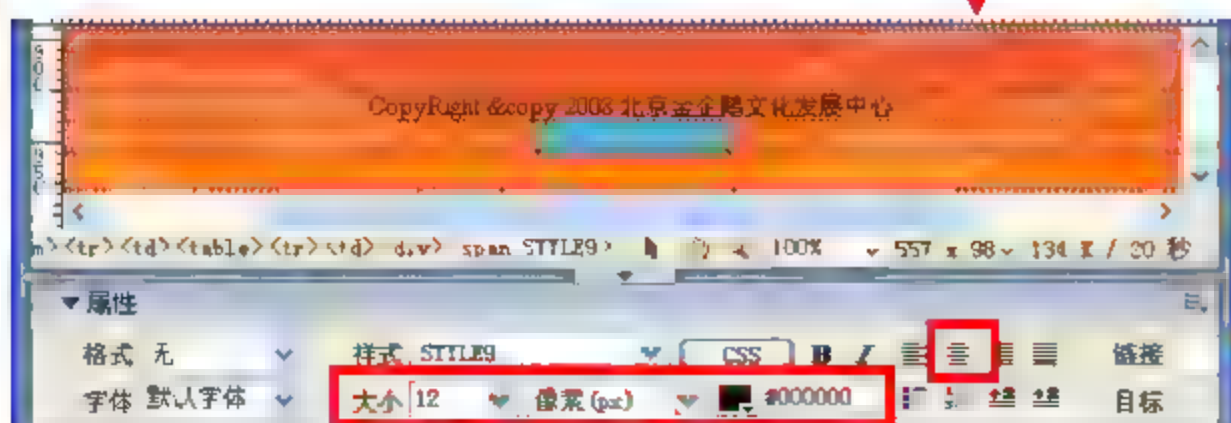 CopyRight &copy 2008 北京金企鹅文化发展中心
<tr><td><table><tr><td> span STYLE9> 100% 557 x 98 134 K / 20 秒
属性
格式 无 样式 STYLE9 CSS B I 链接
字体 默认字体 大小 12 像素(px) #000000 目标